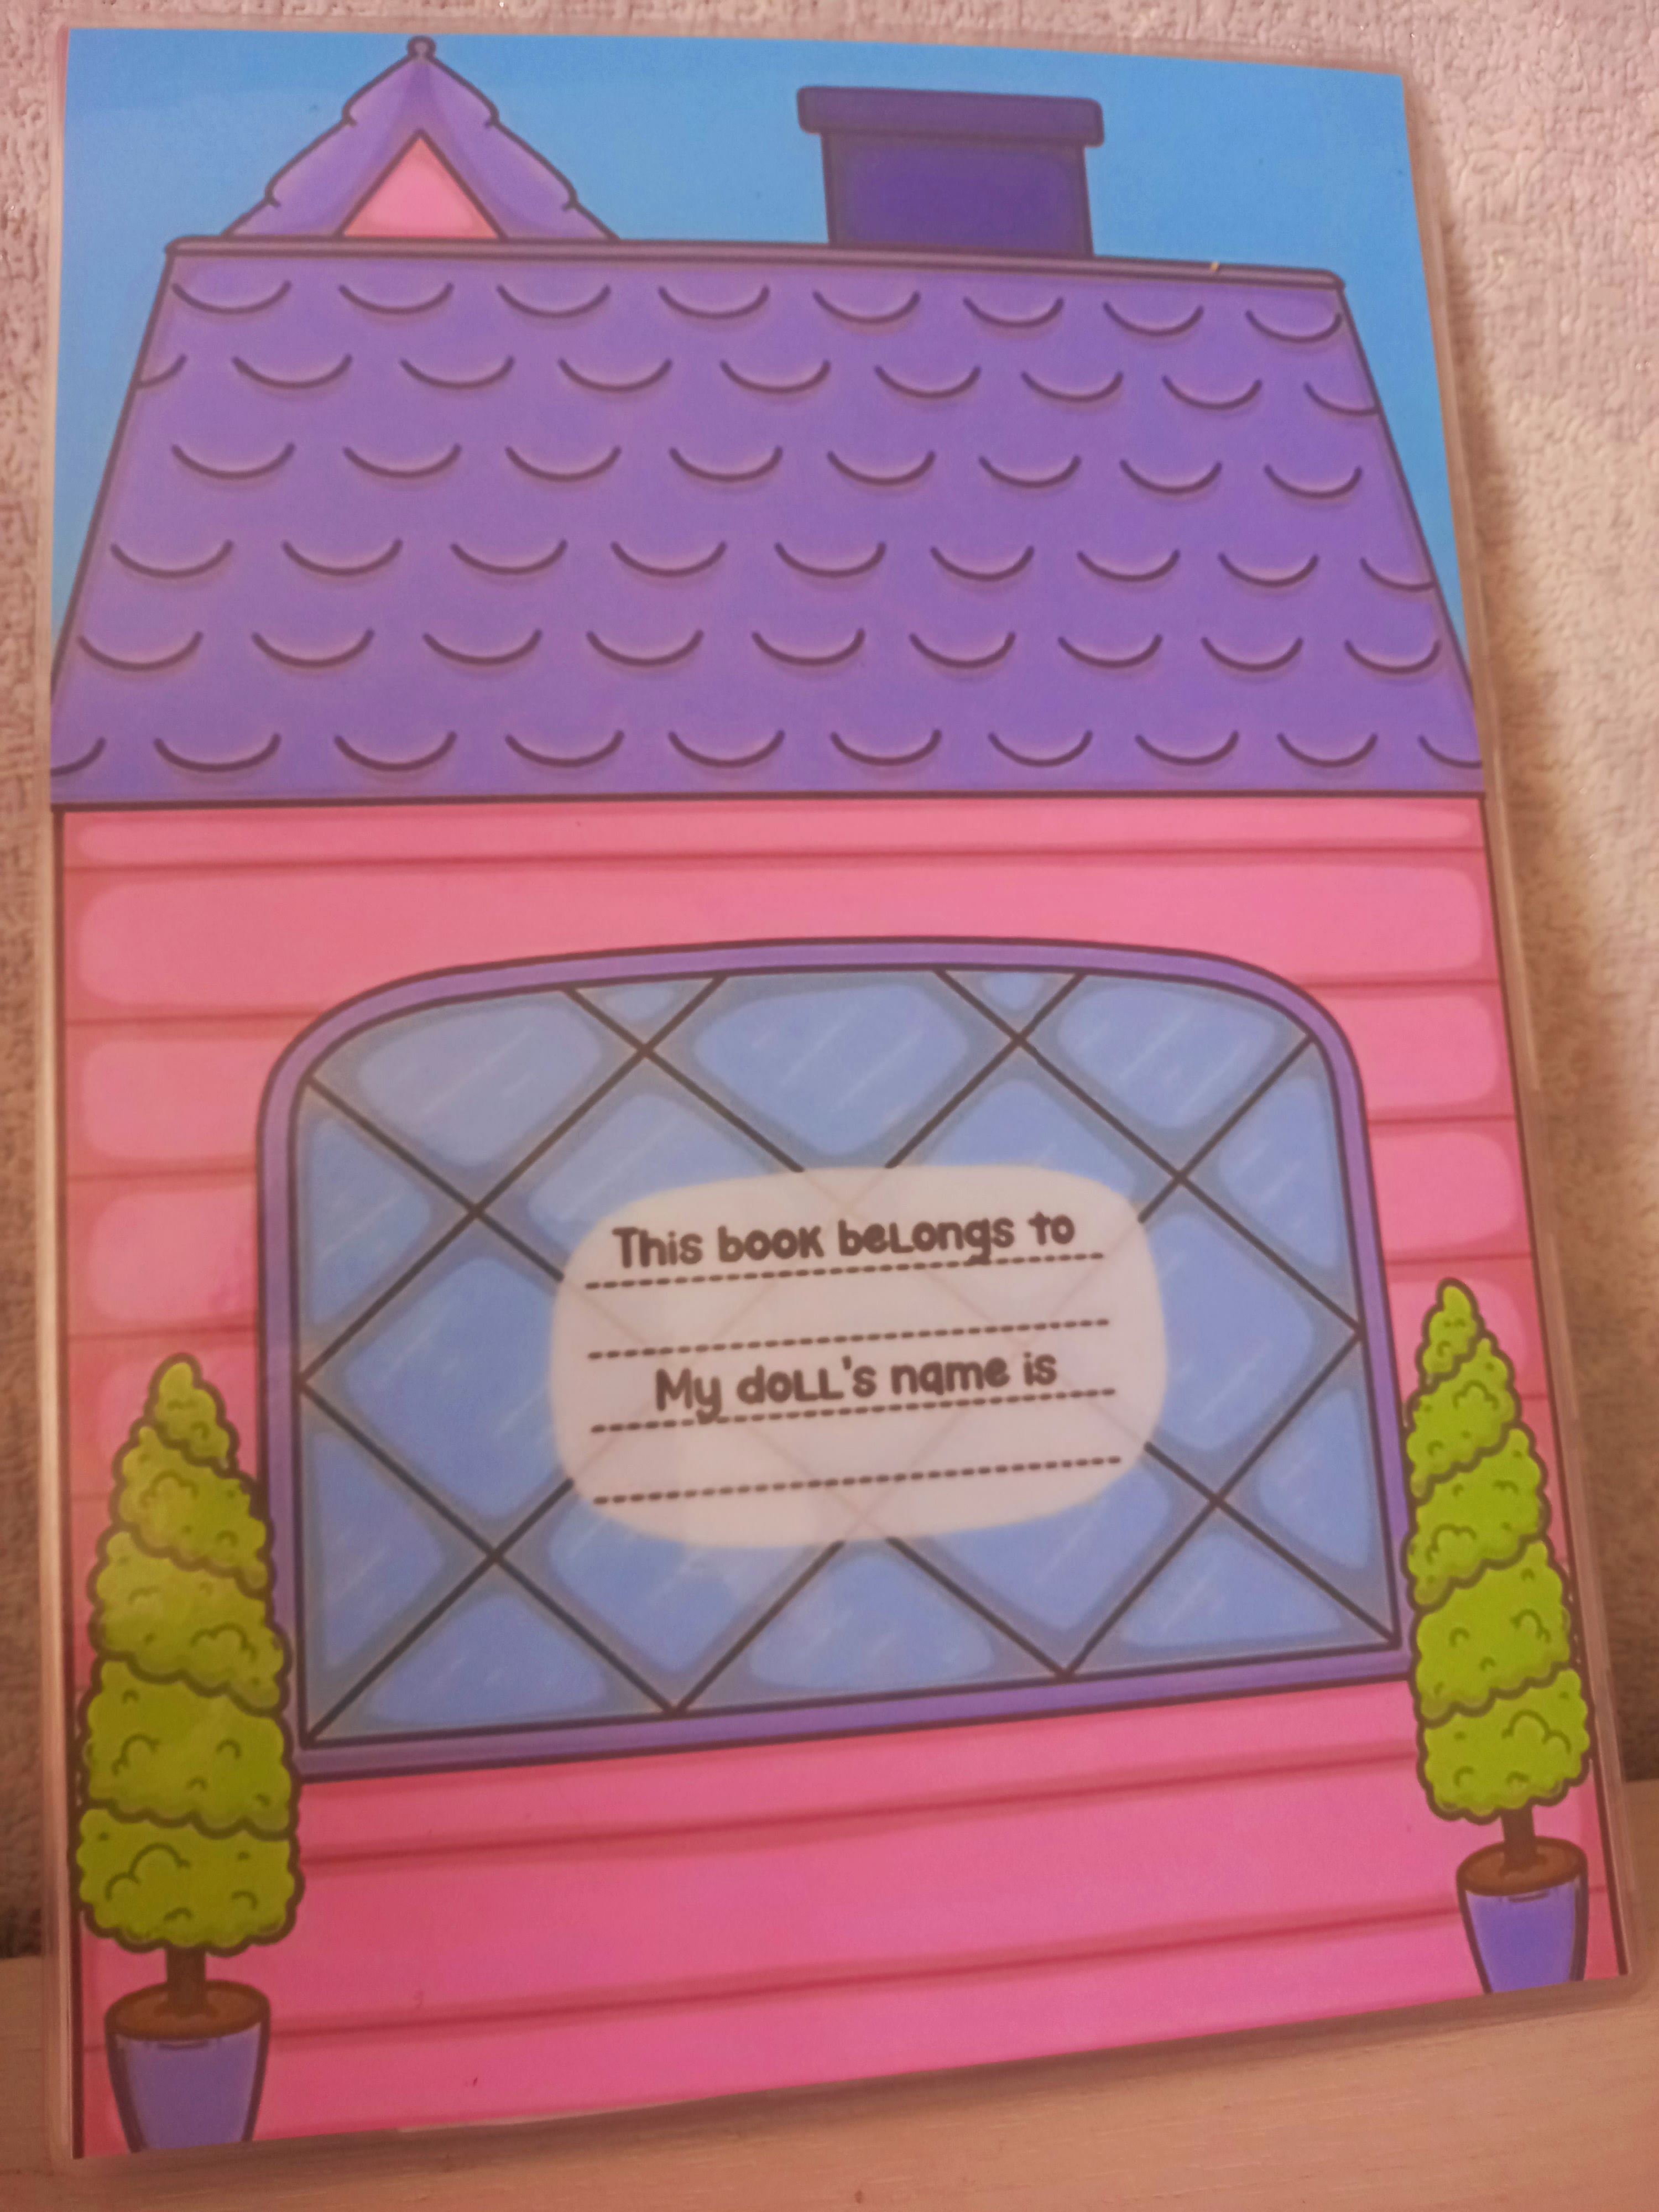 This book belongs to
My doll's name is